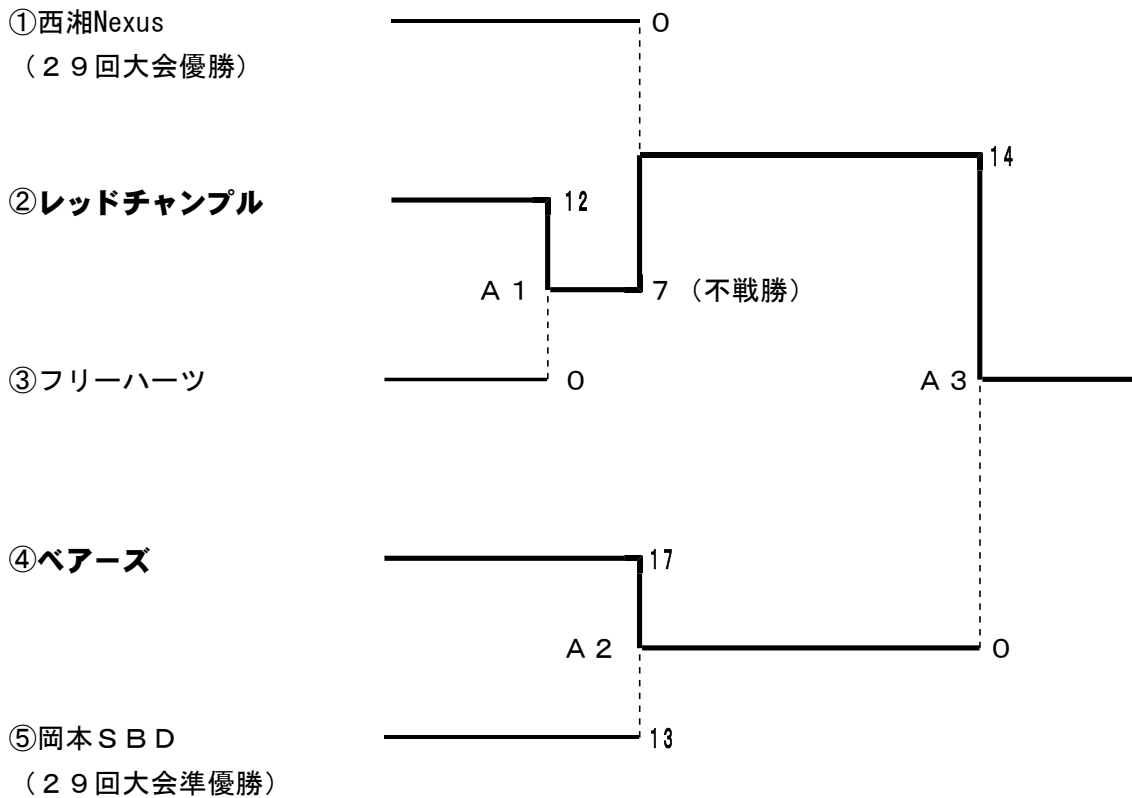 ①西湘Nexus
0
（２９回大会優勝）
14
②レッドチャンプル
12
Ａ１
7 （不戦勝）
③フリーハーツ
0
Ａ３
④ベアーズ
17
Ａ２
0
⑤岡本ＳＢＤ
13
（２９回大会準優勝）